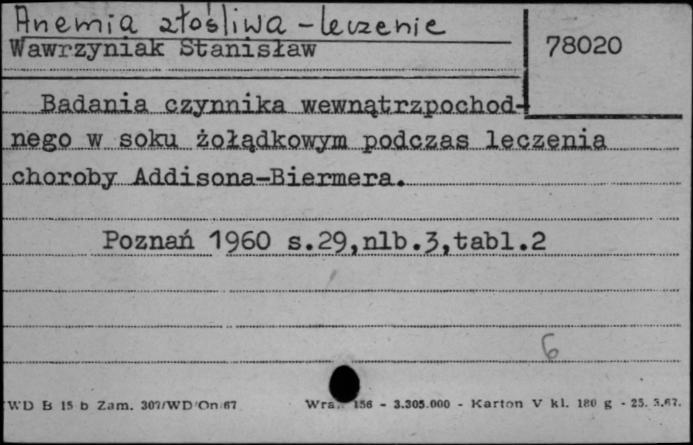 Anemia złośliwa - leczenie
Wawrzyniak Stanisław
78020
Badania czynnika wewnątrzpochod-
nego w soku żołądkowym podczas leczenia
choroby Addisona-Biermera.
Poznań 1960 s.29,nlb.3,tabl.2
6
WD B 15 b Zam. 307/WD/On/67 Wrs. 156 - 3.305.000 - Karton V kl. 180 g - 25. 3.67.